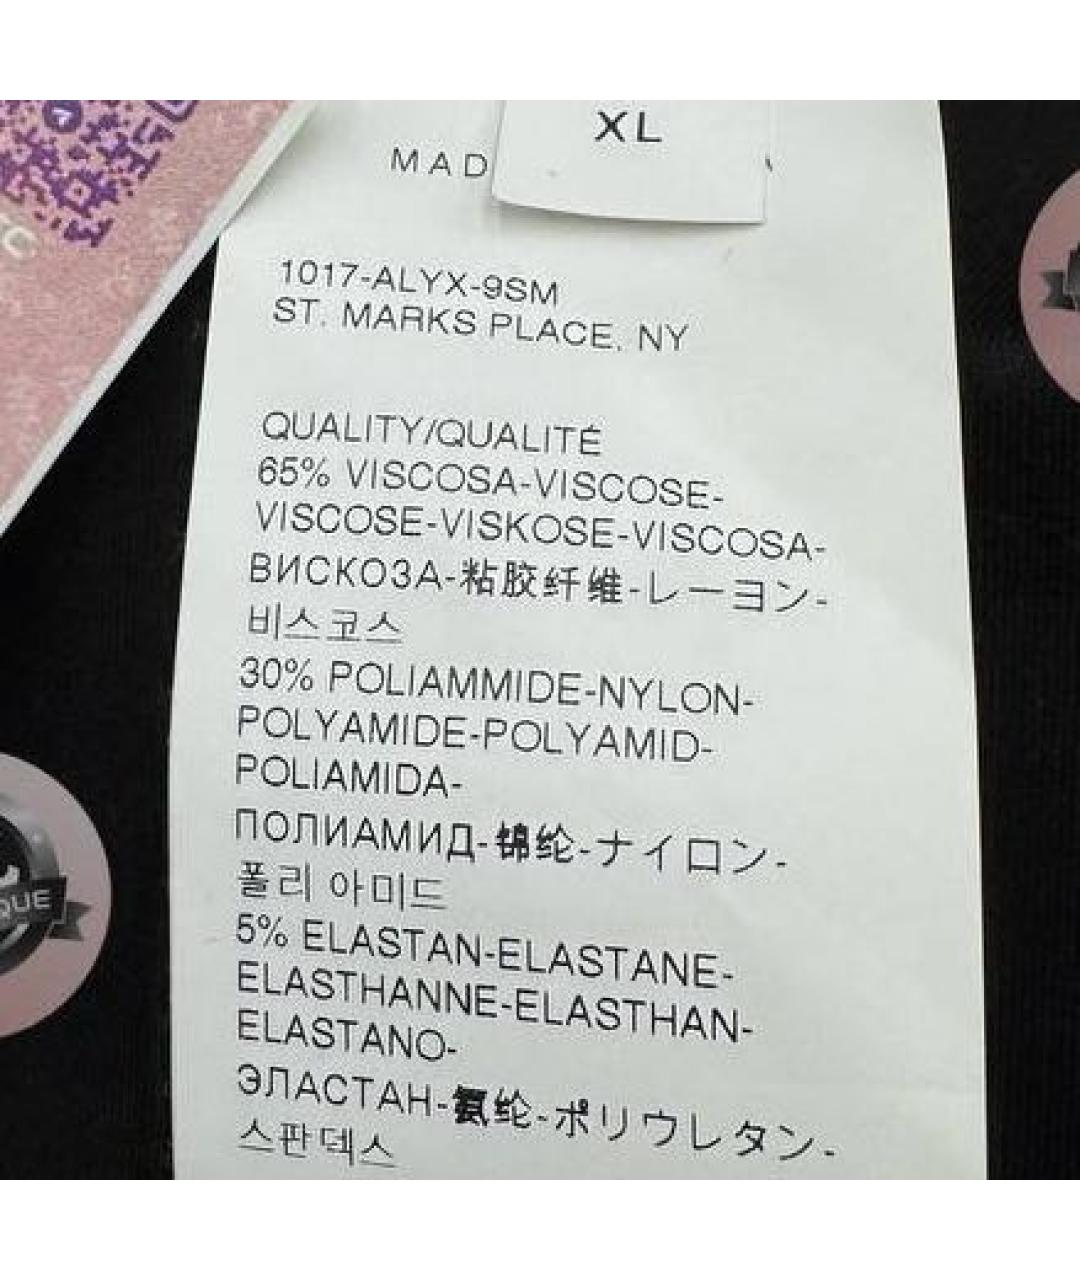 XL
MAD
1017-ALYX-9SM
ST. MARKS PLACE, NY
QUALITY/QUALITÉ
65% VISCOSA-VISCOSE-
VISCOSE-VISKOSE-VISCOSA-
ВИСКОЗА-粘胶纤维-レーヨン-
비스코스
30% POLIAMMIDE-NYLON-
POLYAMIDE-POLYAMID-
POLIAMIDA-
ПОЛИАМИД-锦纶-ナイロン-
폴리 아미드
5% ELASTAN-ELASTANE-
ELASTHANNE-ELASTHAN-
ELASTANO-
ЭЛАСТАН-氨纶-ポリウレタン-
스판덱스
QUE